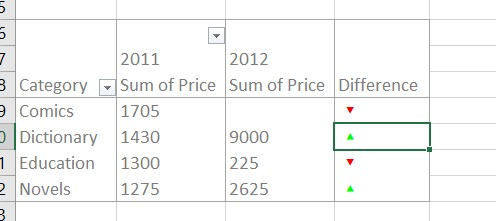 5
6
7 2011 2012
8 Category Sum of Price Sum of Price Difference
9 Comics 1705
0 Dictionary 1430 9000
1 Education 1300 225
2 Novels 1275 2625
3